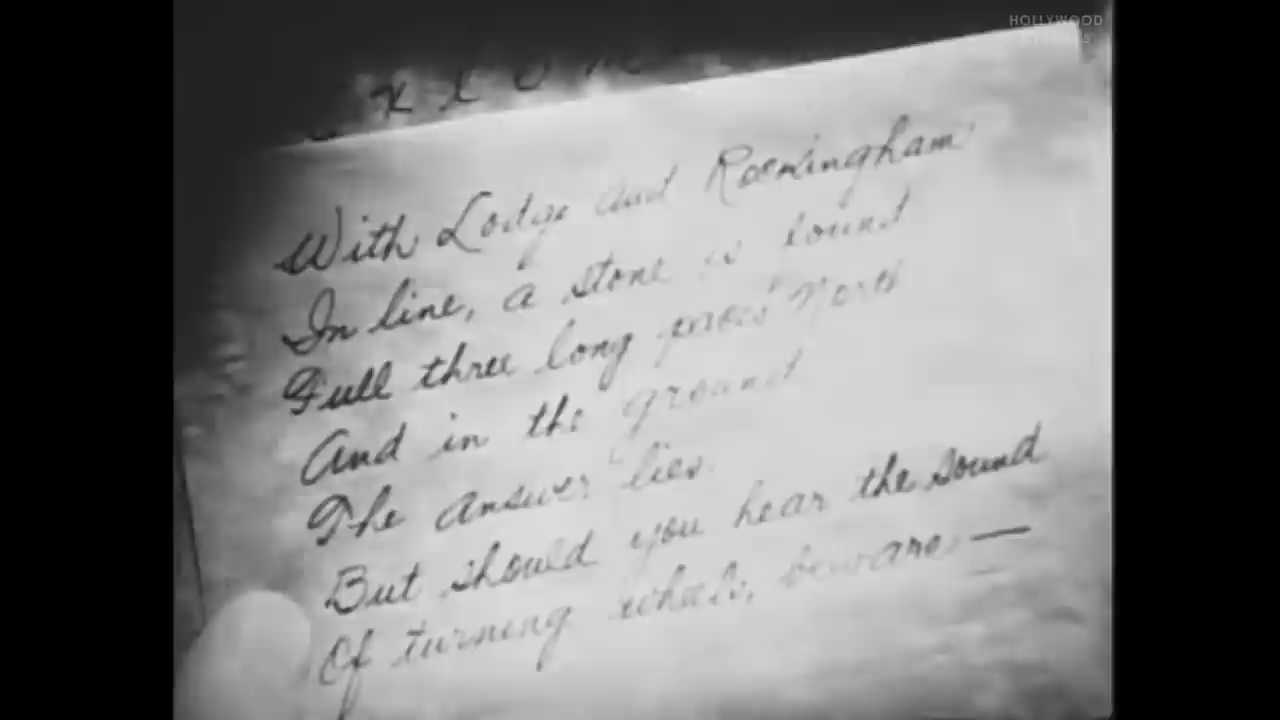 HOLLYWOOD
x l o m
With Lodge and Rockingham
In line, a stone is found
Full three long paces North
And in the ground
The answer lies.
But should you hear the sound
Of turning wheels, beware —